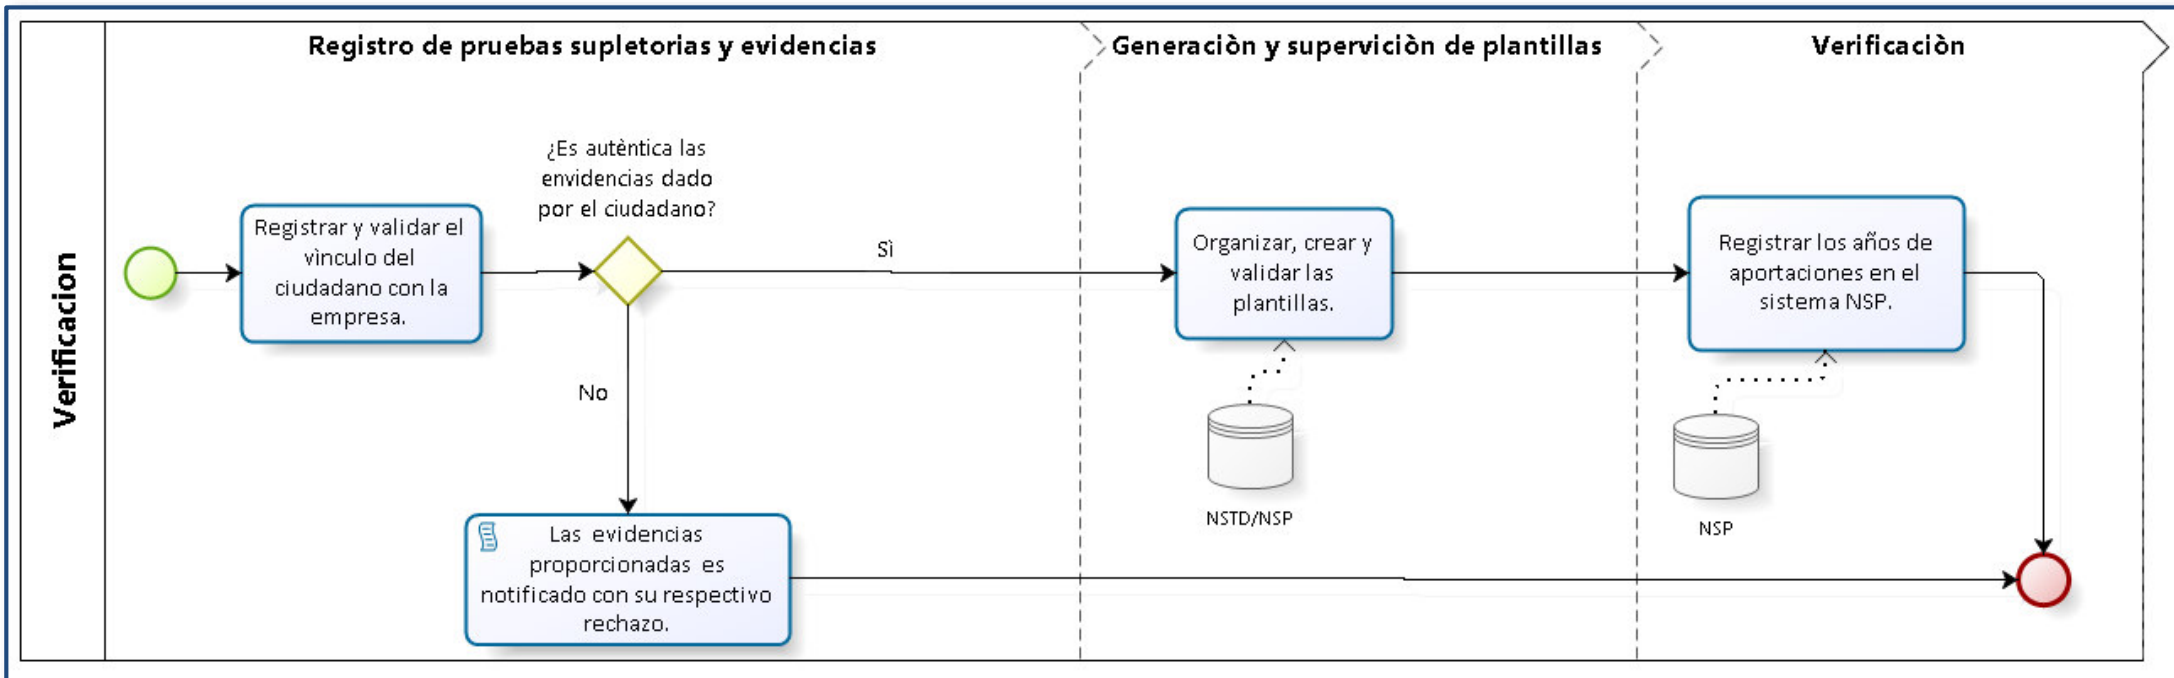 Registro de pruebas supletorias y evidencias
Generaciòn y superviciòn de plantillas
Verificaciòn
Verificacion
Registrar y validar el
vìnculo del
ciudadano con la
empresa.
¿Es autèntica las
envidencias dado
por el ciudadano?
Sì
No
Las evidencias
proporcionadas es
notificado con su respectivo
rechazo.
Organizar, crear y
validar las
plantillas.
NSTD/NSP
Registrar los años de
aportaciones en el
sistema NSP.
NSP